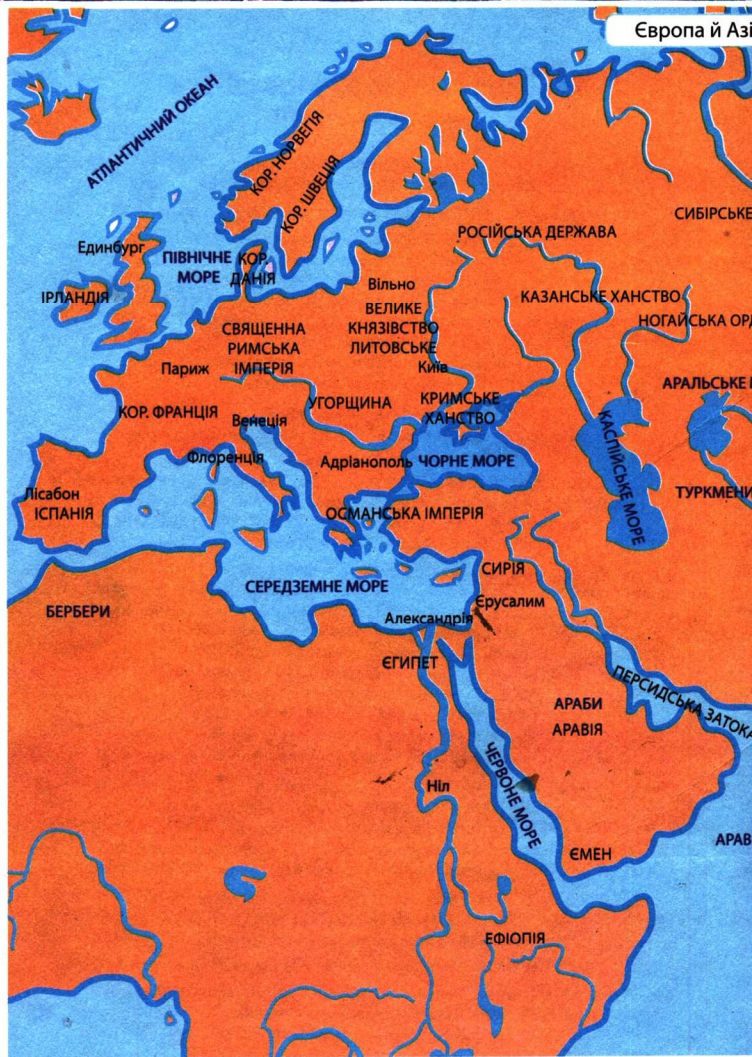 Європа й Азі
АТЛАНТИЧНИЙ ОКЕАН
КОР. НОРВЕГІЯ
КОР. ШВЕЦІЯ
СИБІРСЬКЕ
РОСІЙСЬКА ДЕРЖАВА
Единбург
ПІВНІЧНЕ
МОРЕ
КОР.
ДАНІЯ
ІРЛАНДІЯ
Вільно
ВЕЛИКЕ
КНЯЗІВСТВО
ЛИТОВСЬКЕ
КАЗАНСЬКЕ ХАНСТВО
НОГАЙСЬКА ОРД
СВЯЩЕННА
РИМСЬКА
ІМПЕРІЯ
Париж
Київ
АРАЛЬСЬКЕ М
КОР. ФРАНЦІЯ
УГОРЩИНА
КРИМСЬКЕ
ХАНСТВО
Венеція
Флоренція
Адріанополь
ЧОРНЕ МОРЕ
КАСПІЙСЬКЕ МОРЕ
Лісабон
ІСПАНІЯ
ТУРКМЕНИ
ОСМАНСЬКА ІМПЕРІЯ
СИРІЯ
СЕРЕДЗЕМНЕ МОРЕ
БЕРБЕРИ
Єрусалим
Александрія
ЄГИПЕТ
ПЕРСИДСЬКА ЗАТОКА
АРАБИ
АРАВІЯ
ЧЕРВОНЕ МОРЕ
Ніл
АРАВ
ЄМЕН
ЕФІОПІЯ